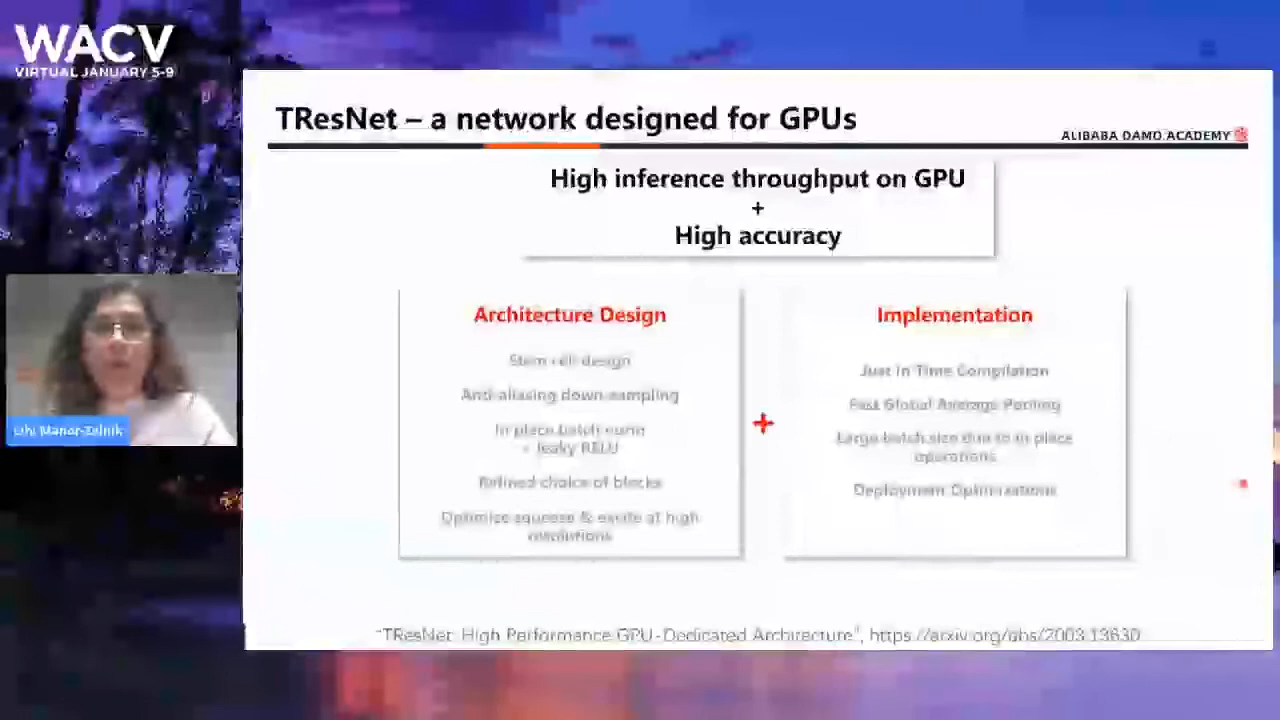 WACV
VIRTUAL JANUARY 5-9
TResNet – a network designed for GPUs
ALIBABA DAMO ACADEMY
High inference throughput on GPU
+
High accuracy
Architecture Design
Stem cell design
Anti-aliasing down-sampling
In place batch norm
+ leaky RELU
Refined choice of blocks
Optimize squeeze & excite at high
resolutions
+
Implementation
Just In Time Compilation
Fast Global Average Pooling
Large batch size due to in place
operations
Deployment Optimizations
Lihi Manor-Zelnik
"TResNet: High Performance GPU-Dedicated Architecture", https://arxiv.org/abs/2003.13630